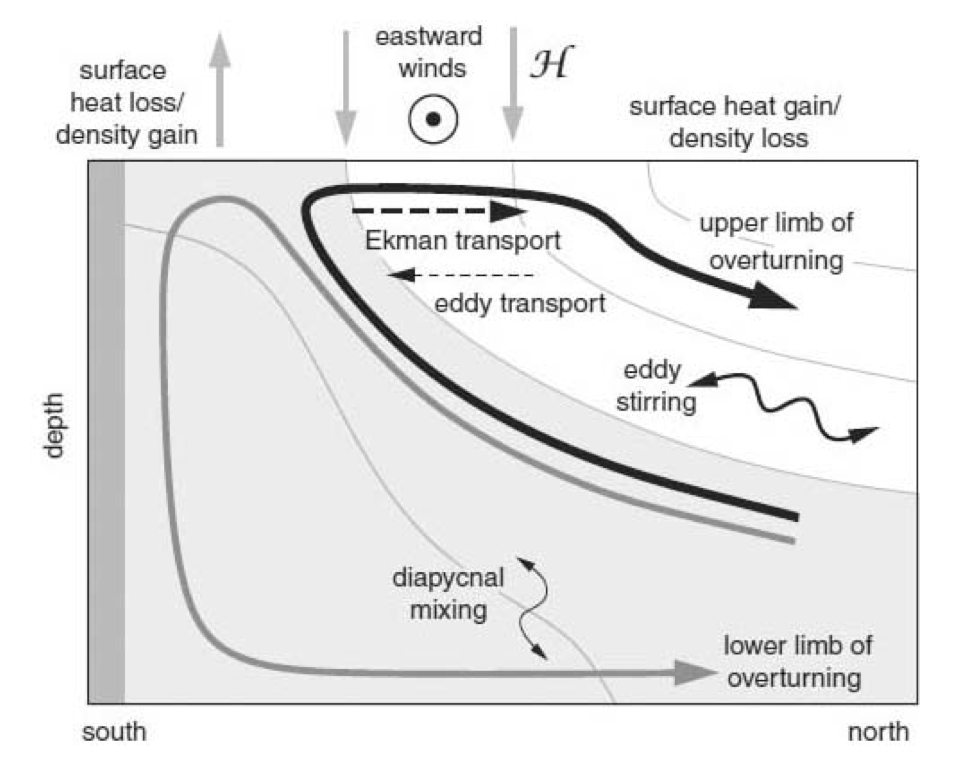 surface
heat loss/
density gain
eastward
winds
ℋ
surface heat gain/
density loss
upper limb of
overturning
Ekman transport
eddy transport
eddy
stirring
depth
diapycnal
mixing
lower limb of
overturning
south
north